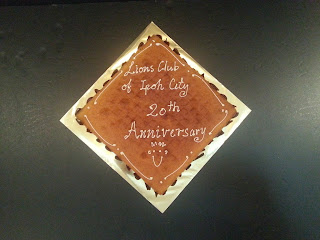 Lions Club
of Ipoh City
20th
Anniversary